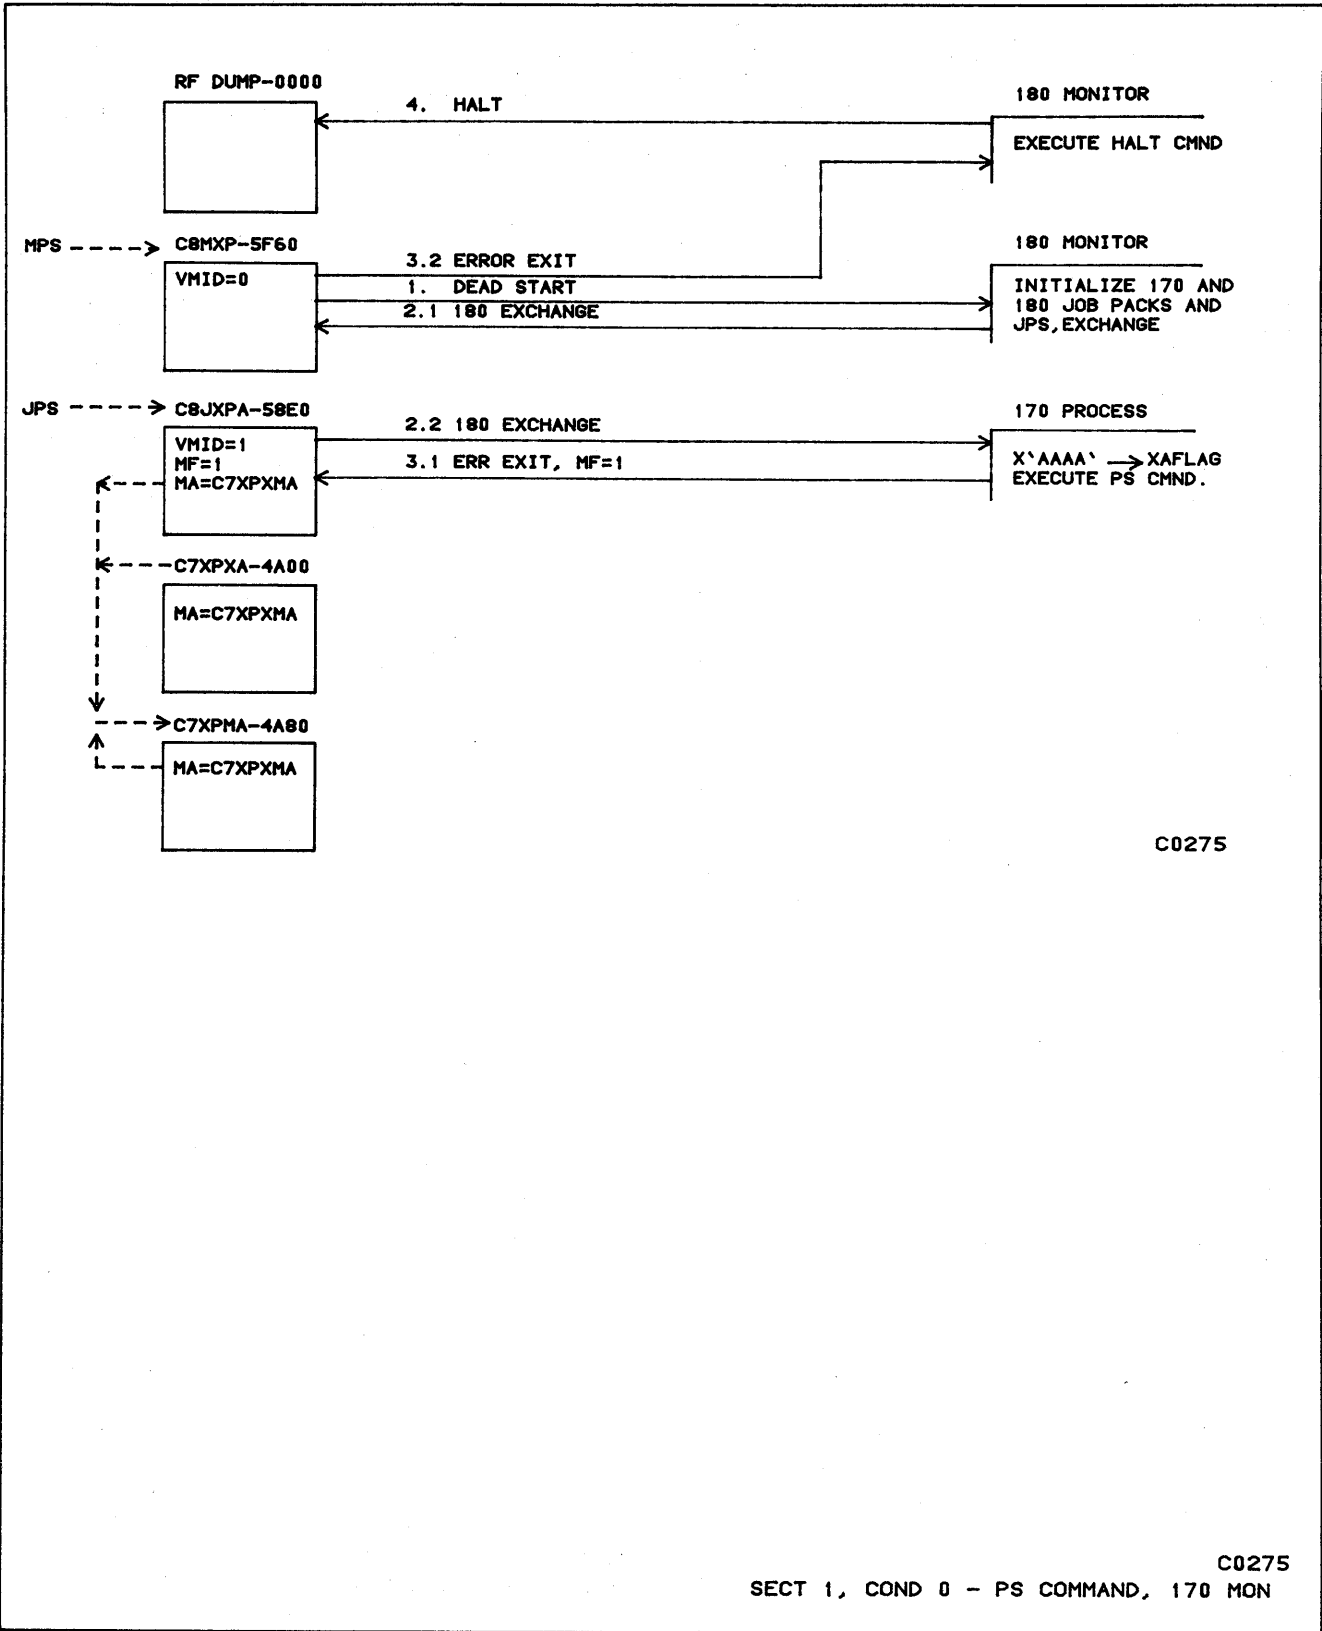 RF DUMP-0000
4. HALT
180 MONITOR
EXECUTE HALT CMND
MPS
C8MXP-5F60
VMID=0
3.2 ERROR EXIT
1. DEAD START
2.1 180 EXCHANGE
180 MONITOR
INITIALIZE 170 AND
180 JOB PACKS AND
JPS,EXCHANGE
JPS
C8JXPA-58E0
VMID=1
MF=1
MA=C7XPXMA
2.2 180 EXCHANGE
3.1 ERR EXIT, MF=1
170 PROCESS
X`AAAA` → XAFLAG
EXECUTE PS CMND.
C7XPXA-4A00
MA=C7XPXMA
C7XPMA-4A80
MA=C7XPXMA
C0275
C0275
SECT 1, COND 0 - PS COMMAND, 170 MON